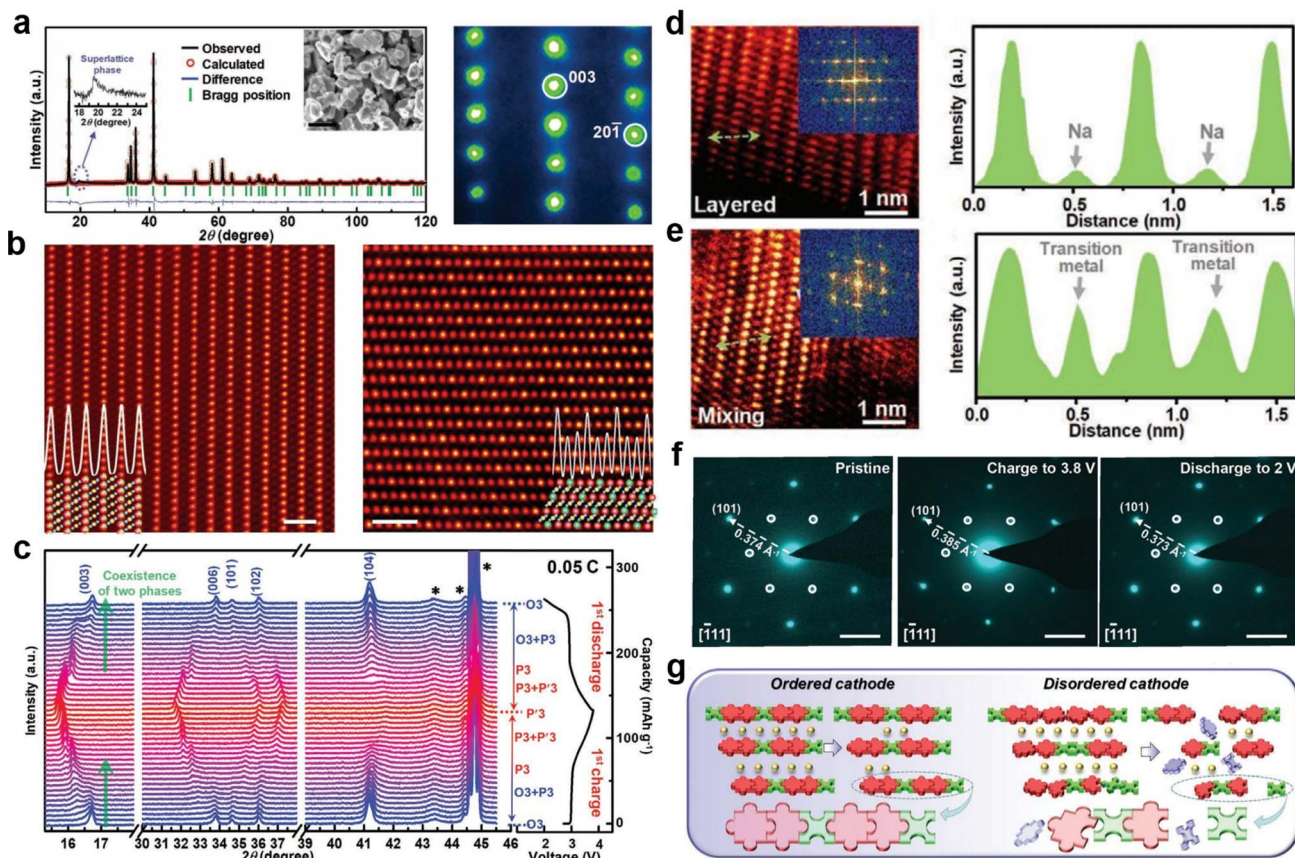 a
Intensity (a.u.)
Superlattice
phase
18 20 22 24
2θ (degree)
Observed
Calculated
Difference
Bragg position
20 40 60 80 100 120
2θ (degree)
003
201̄
b
c
Intensity (a.u.)
(003)
Coexistence
of two phases
(006)
(101)
(102)
(104)
*
*
*
0.05 C
O3
O3+P3
P3
P3+P'3
P'3
P3+P'3
P3
O3+P3
O3
1st discharge
1st charge
300
200
100
0
Capacity (mAh g⁻¹)
16 17 30 31 32 33 34 35 36 37 39 40 41 42 43 44 45 46
2θ (degree)
2 3 4
Voltage (V)
d
Layered
1 nm
Intensity (a.u.)
Na
Na
0.0 0.5 1.0 1.5
Distance (nm)
e
Mixing
1 nm
Intensity (a.u.)
Transition
metal
Transition
metal
0.0 0.5 1.0 1.5
Distance (nm)
f
Pristine
(101)
0.374 Å⁻¹
[1̄11]
Charge to 3.8 V
(101)
0.385 Å⁻¹
[1̄11]
Discharge to 2 V
(101)
0.373 Å⁻¹
[1̄11]
g
Ordered cathode
Disordered cathode